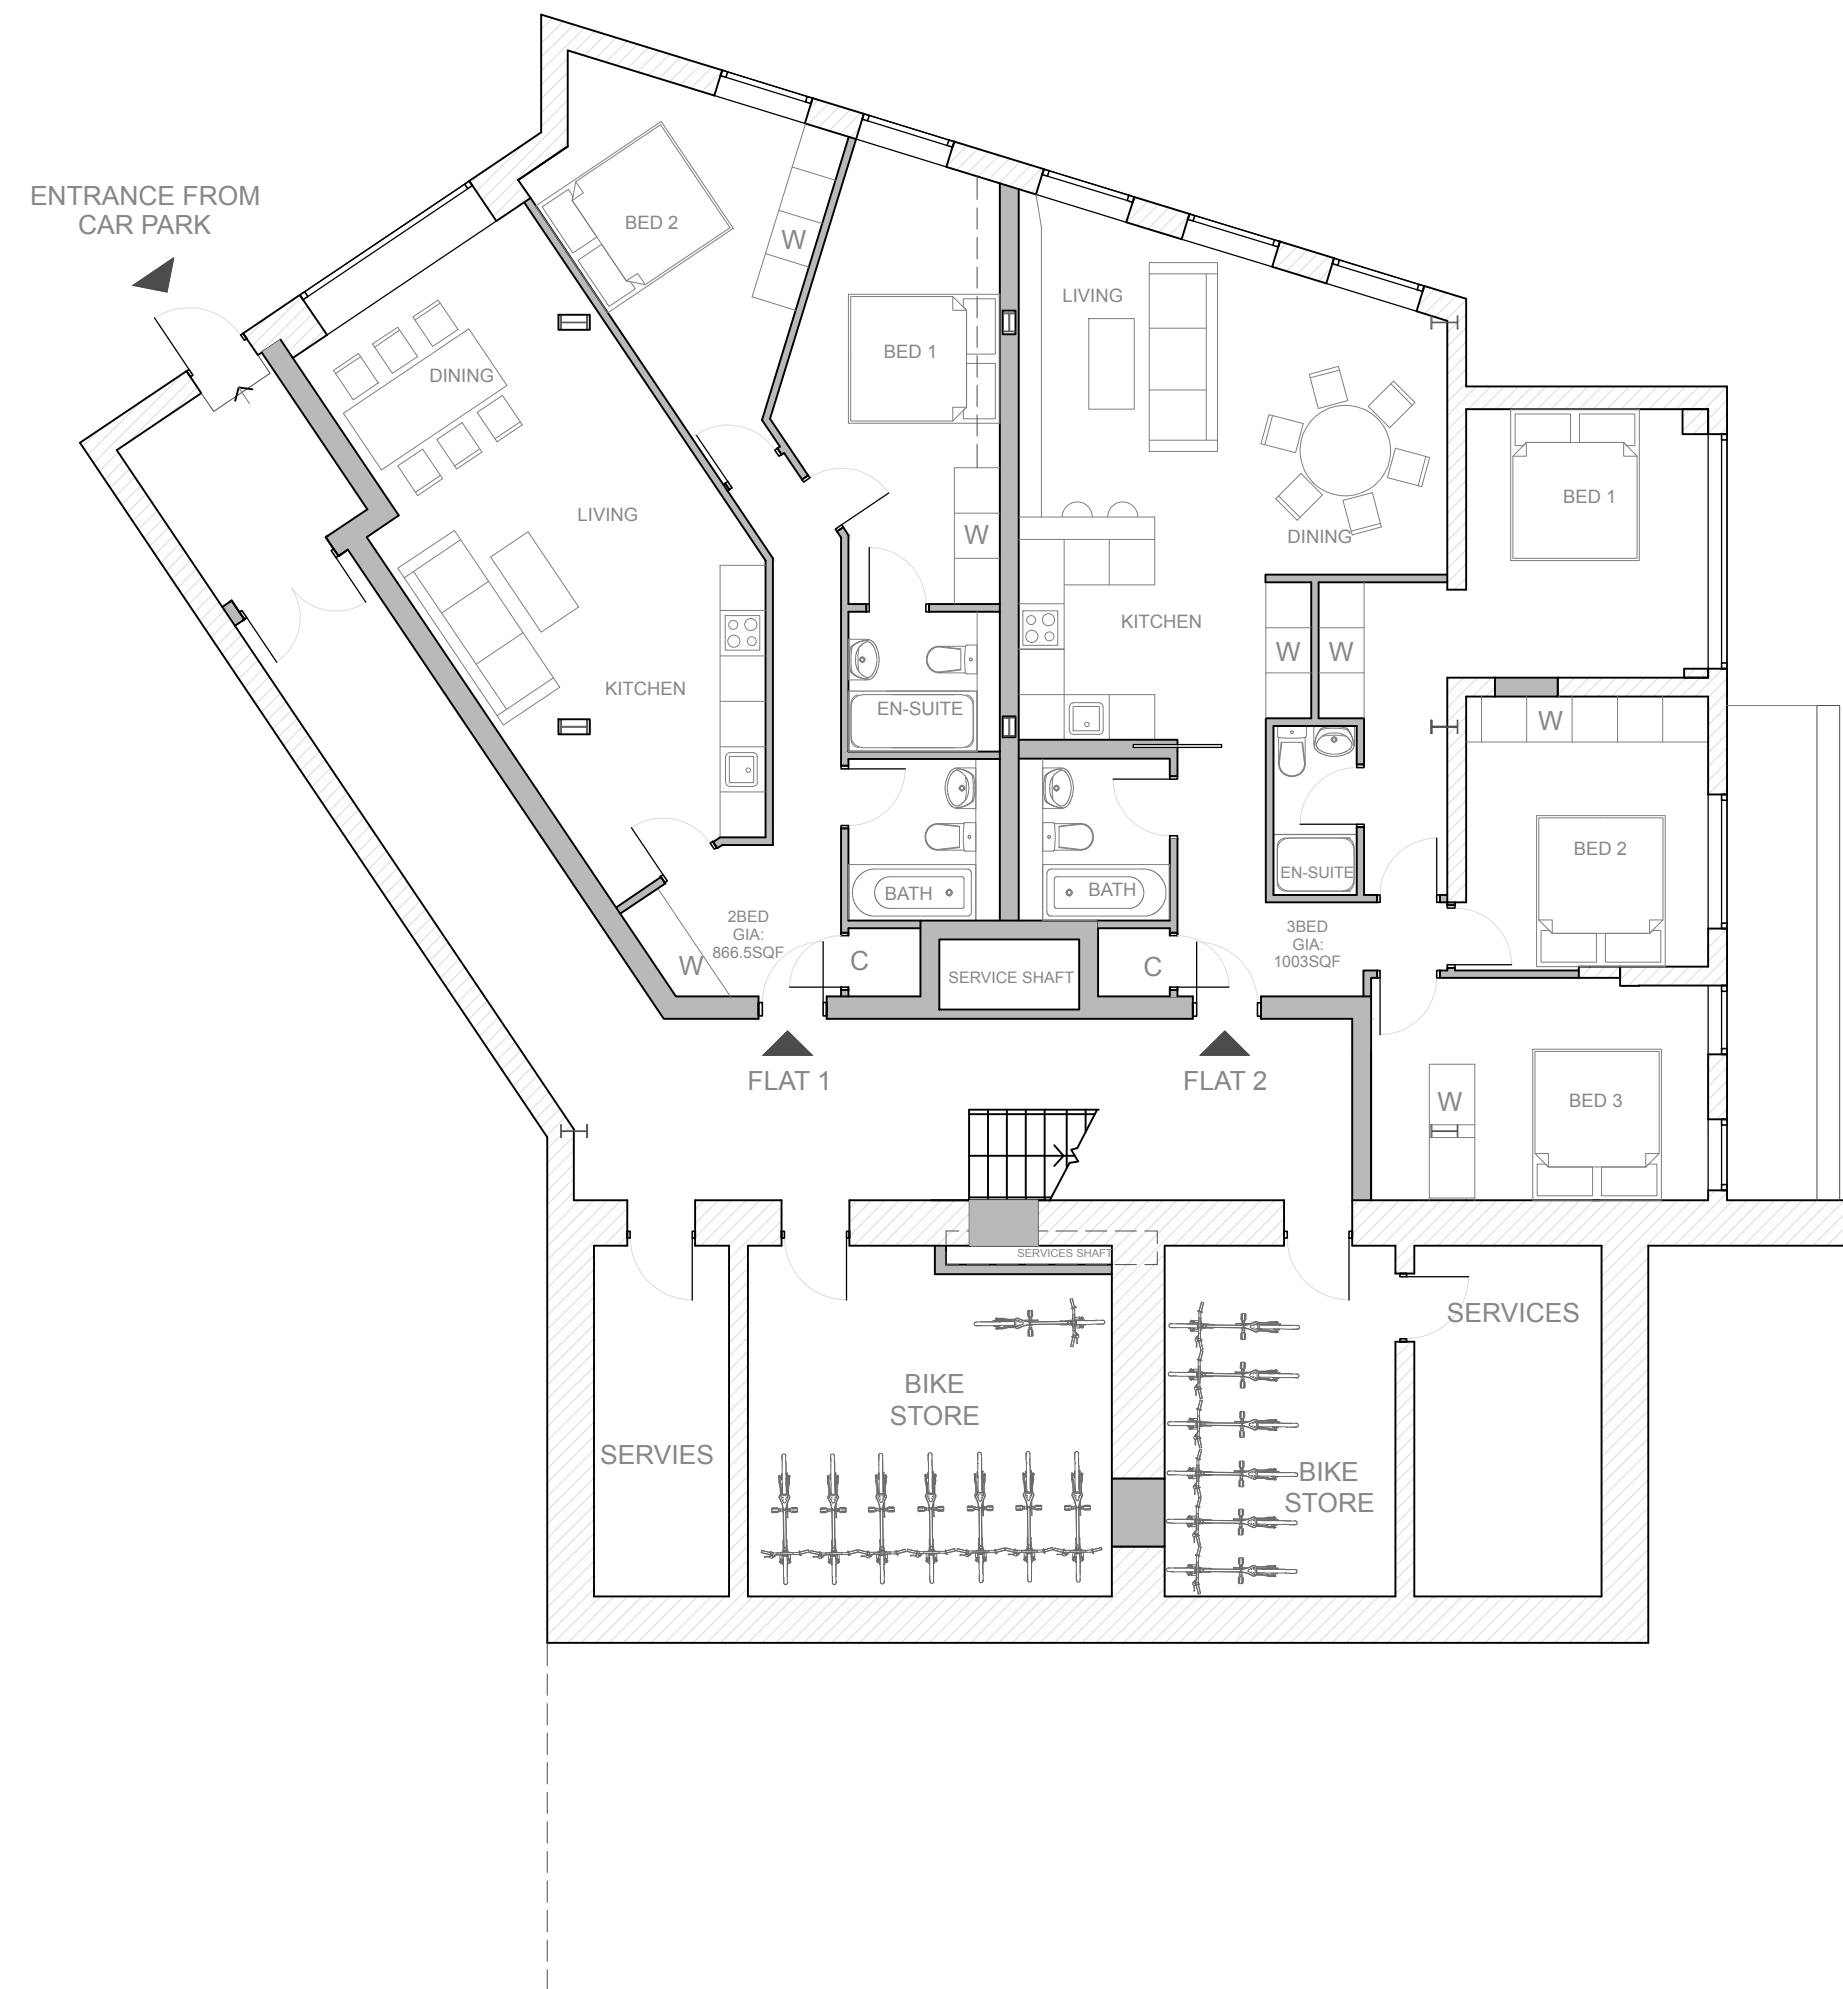 ENTRANCE FROM
CAR PARK
BED 2
W
DINING
LIVING
KITCHEN
BED 1
W
EN-SUITE
BATH
2BED
GIA:
866.5SQF
W
C
SERVICE SHAFT
LIVING
DINING
KITCHEN
W
W
BED 1
W
BED 2
EN-SUITE
BATH
3BED
GIA:
1003SQF
C
FLAT 1
FLAT 2
W
BED 3
SERVICES SHAFT
SERVIES
BIKE
STORE
BIKE
STORE
SERVICES